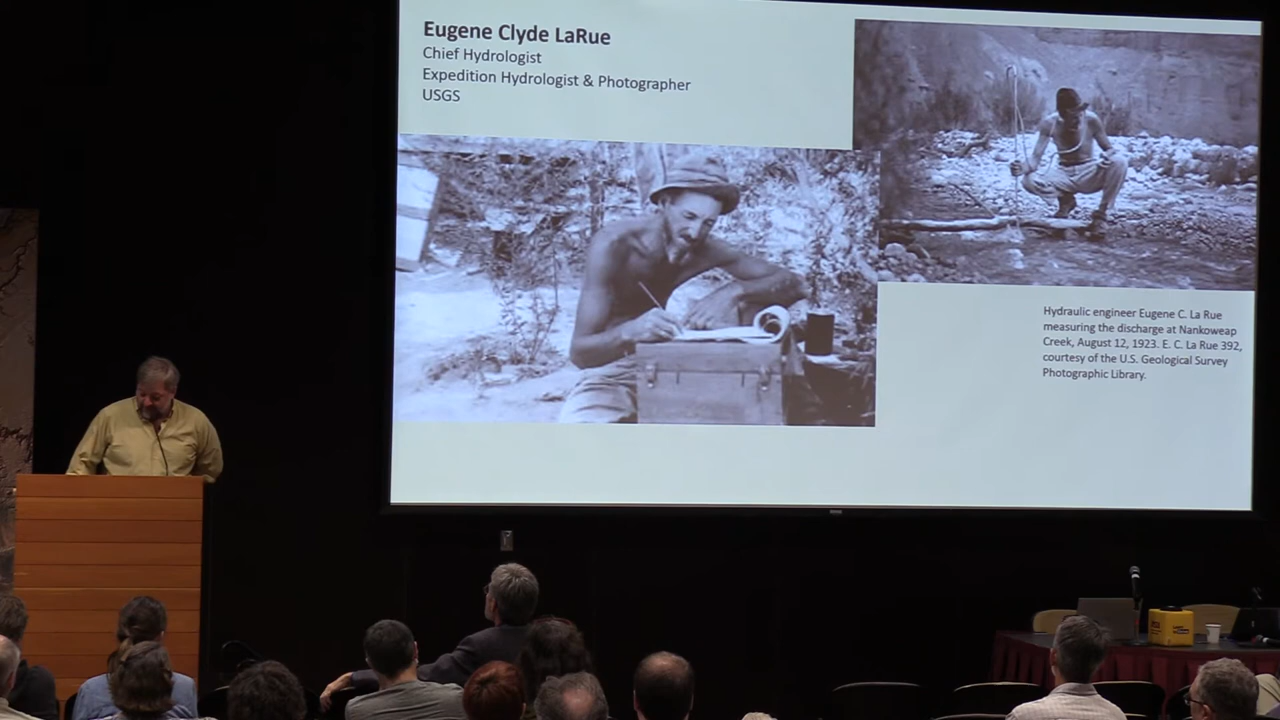 Eugene Clyde LaRue
Chief Hydrologist
Expedition Hydrologist & Photographer
USGS
Hydraulic engineer Eugene C. La Rue
measuring the discharge at Nankoweap
Creek, August 12, 1923. E. C. La Rue 392,
courtesy of the U.S. Geological Survey
Photographic Library.